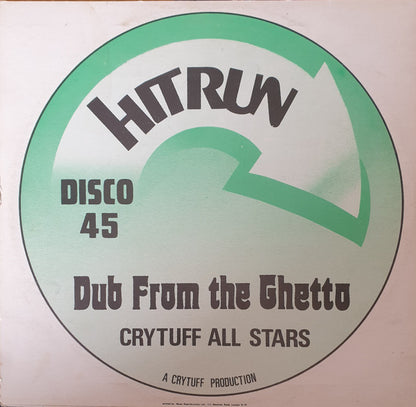 HITRUN
DISCO
45
Dub From the Ghetto
CRYTUFF ALL STARS
A CRYTUFF PRODUCTION